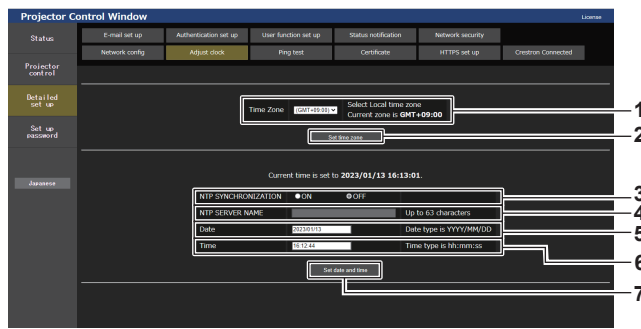 Projector Control Window
License
Status
E-mail set up
Authentication set up
User function set up
Status notification
Network security
Network config
Adjust clock
Ping test
Certificate
HTTPS set up
Crestron Connected
Projector
control
Detailed
set up
Set up
password
Japanese
Time Zone
(GMT+09:00)
Select Local time zone
Current zone is GMT+09:00
1
Set time zone
2
Current time is set to 2023/01/13 16:13:01.
NTP SYNCHRONIZATION
ON
OFF
3
NTP SERVER NAME
Up to 63 characters
4
Date
2023/01/13
Date type is YYYY/MM/DD
5
Time
16:12:44
Time type is hh:mm:ss
6
Set date and time
7